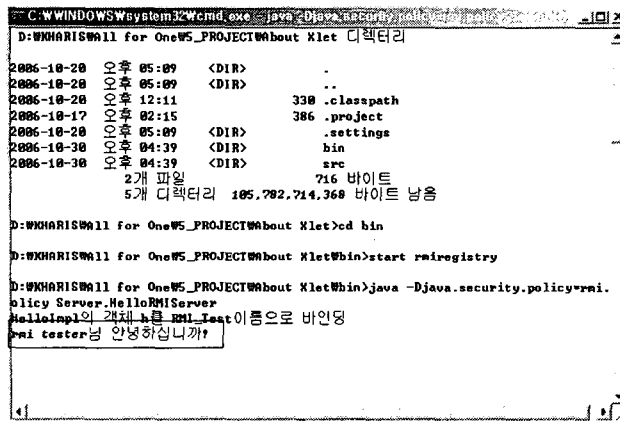 C:\WINDOWS\system32\cmd.exe - java -Djava.security.policy=rmi.policy
D:\KHARIS\All for One\5_PROJECT\About Xlet 디렉터리
2006-10-20 오후 05:09 <DIR> .
2006-10-20 오후 05:09 <DIR> ..
2006-10-20 오후 12:11 330 .classpath
2006-10-17 오후 02:15 386 .project
2006-10-20 오후 05:09 <DIR> .settings
2006-10-30 오후 04:39 <DIR> bin
2006-10-30 오후 04:39 <DIR> src
2개 파일 716 바이트
5개 디렉터리 105,782,714,368 바이트 남음
D:\KHARIS\All for One\5_PROJECT\About Xlet>cd bin
D:\KHARIS\All for One\5_PROJECT\About Xlet\bin>start rmiregistry
D:\KHARIS\All for One\5_PROJECT\About Xlet\bin>java -Djava.security.policy=rmi.
olicy Server.HelloRMIServer
HelloImpl의 객체 h를 RMI_Test이름으로 바인딩
rmi tester님 안녕하십니까?